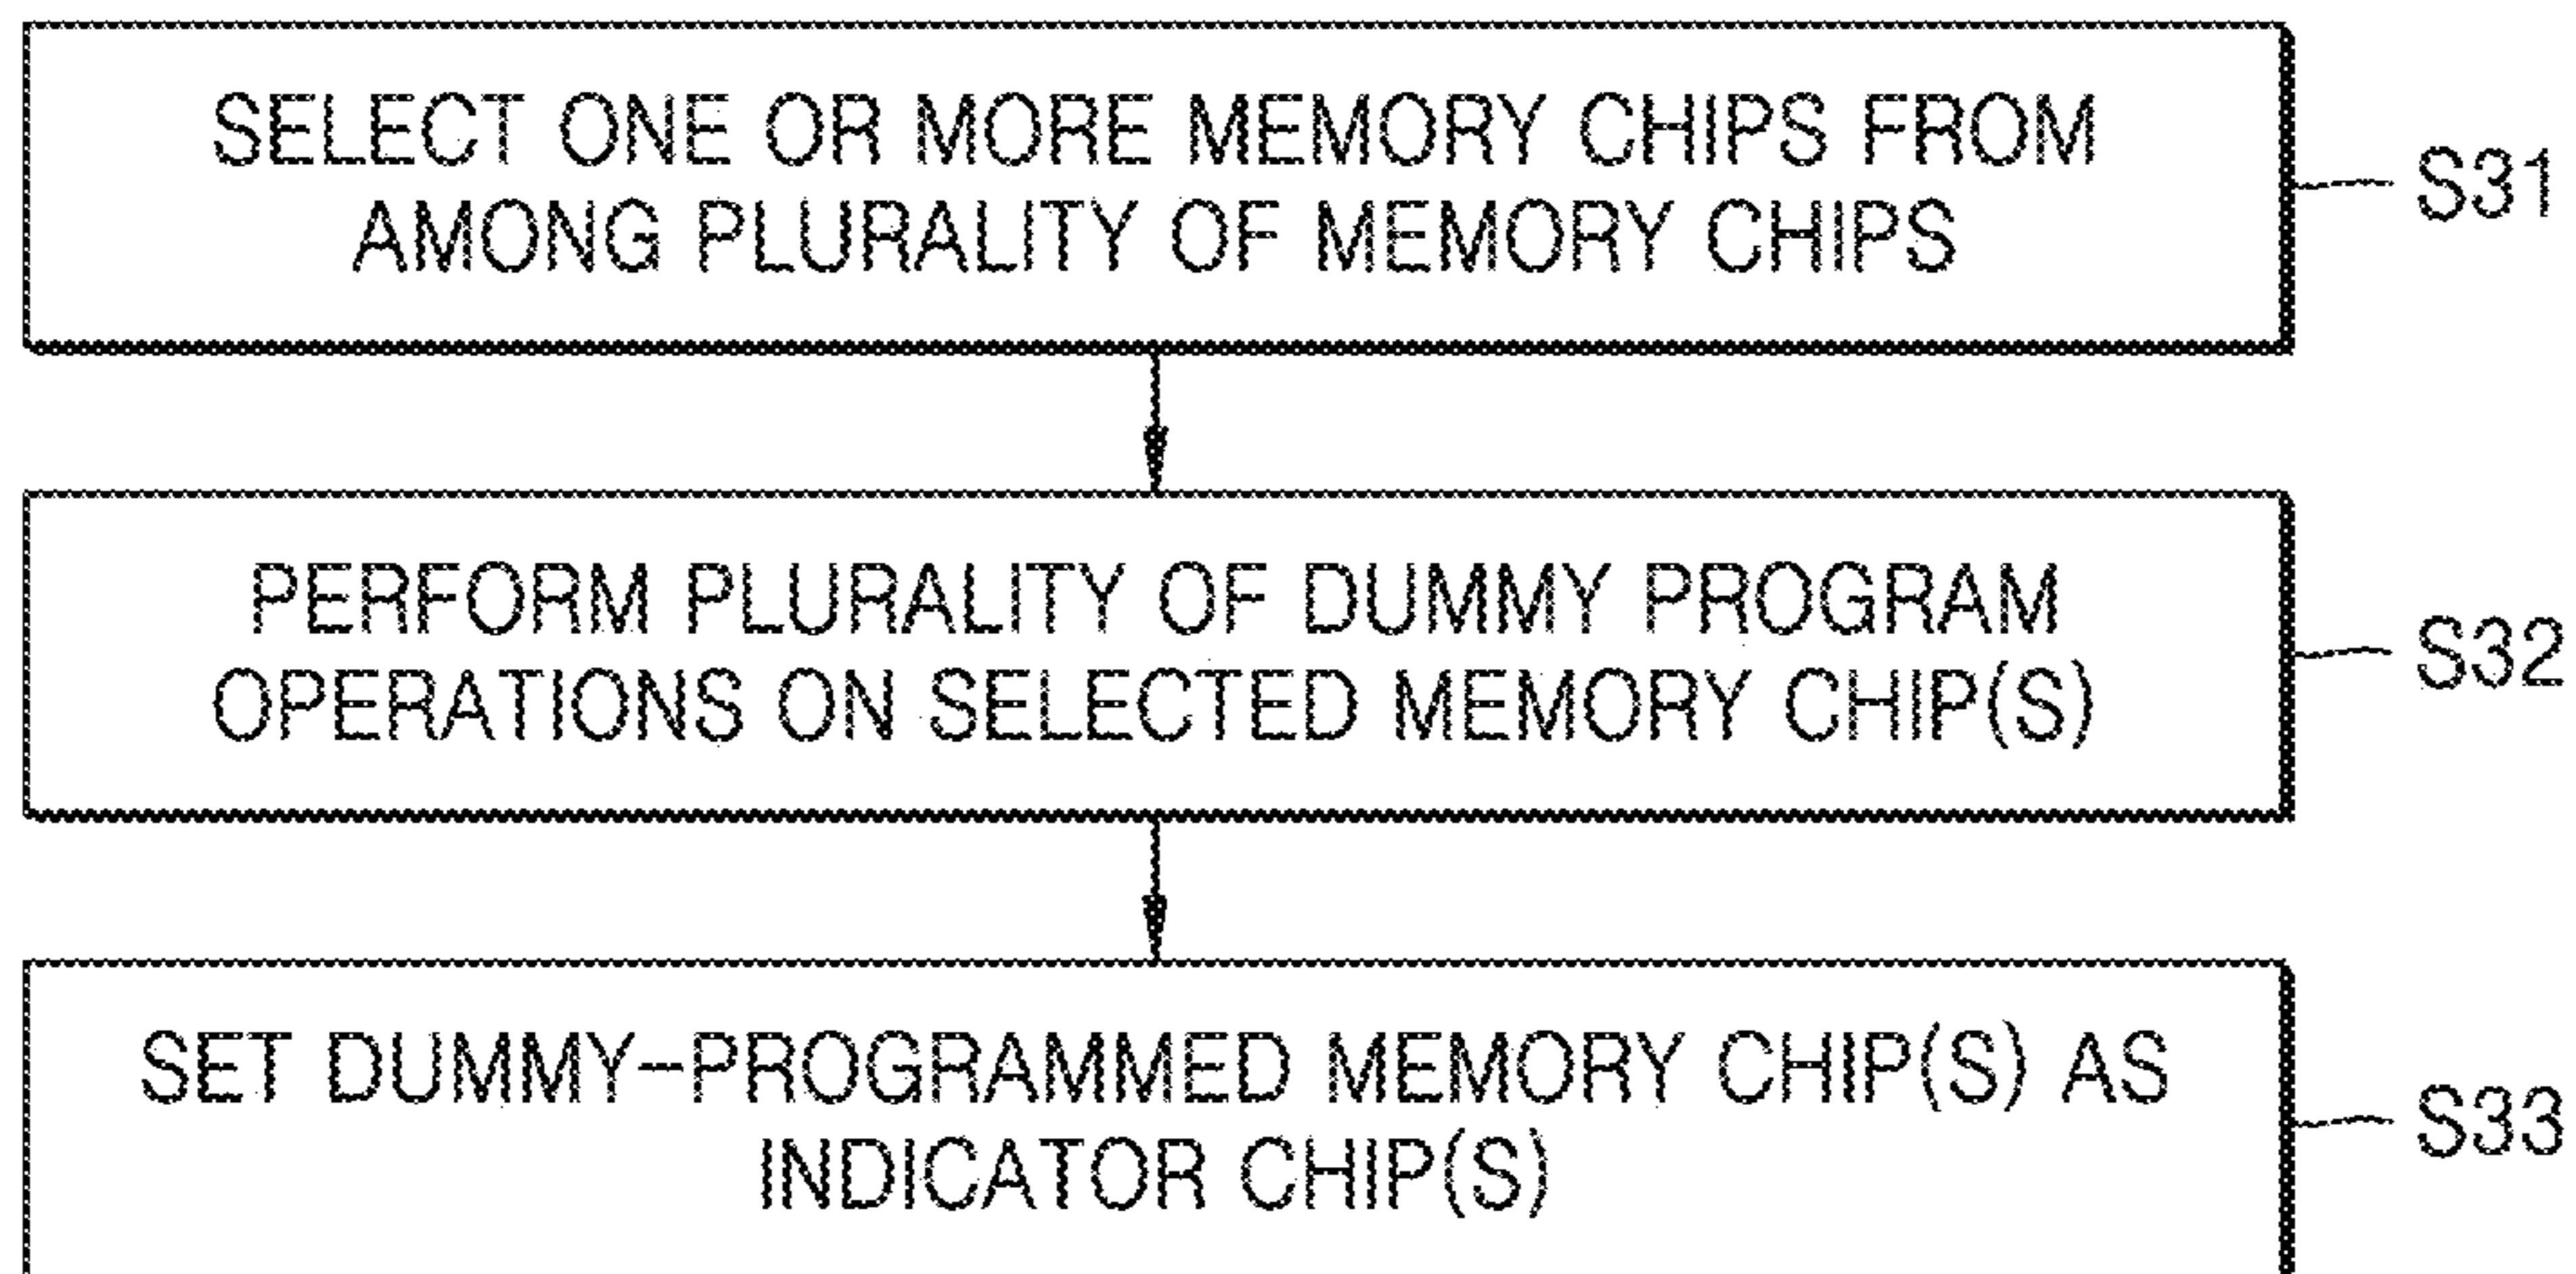 SELECT ONE OR MORE MEMORY CHIPS FROM
AMONG PLURALITY OF MEMORY CHIPS
S31
PERFORM PLURALITY OF DUMMY PROGRAM
OPERATIONS ON SELECTED MEMORY CHIP(S)
S32
SET DUMMY-PROGRAMMED MEMORY CHIP(S) AS
INDICATOR CHIP(S)
S33